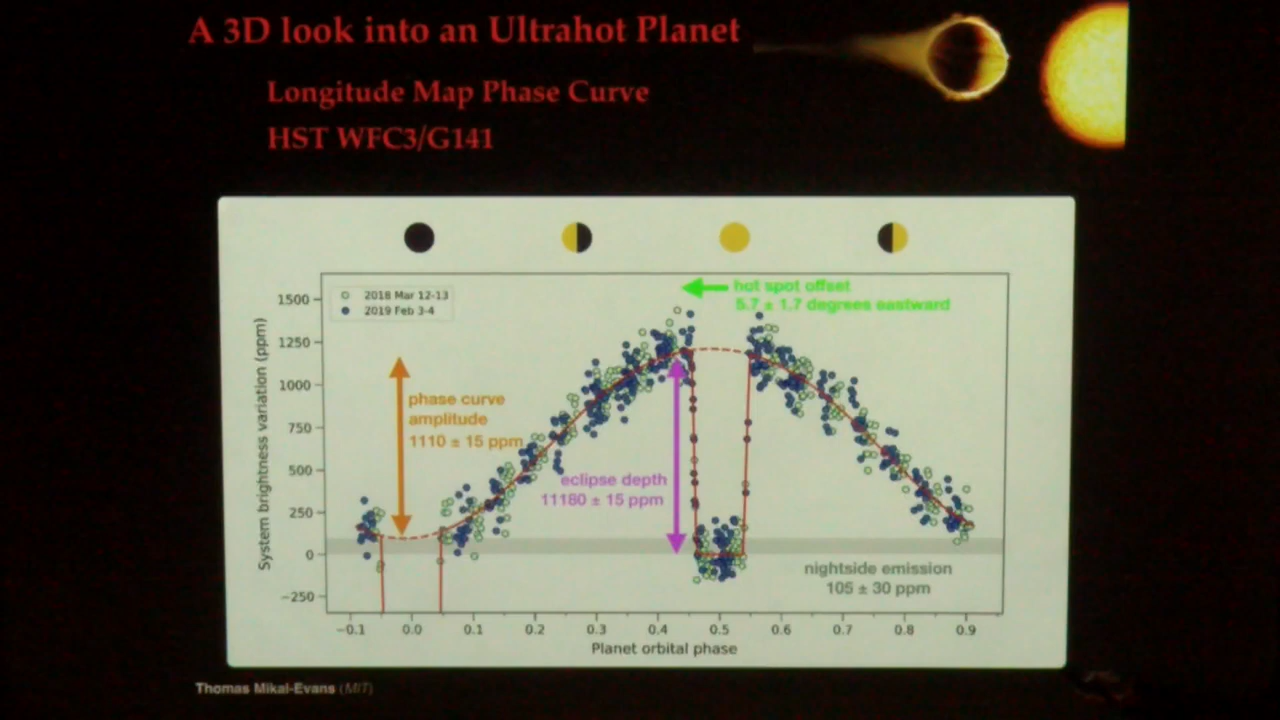 A 3D look into an Ultrahot Planet
Longitude Map Phase Curve
HST WFC3/G141
hot spot offset
5.7 ± 1.7 degrees eastward
2018 Mar 12-13
2019 Feb 3-4
1500
1250
1000
750
500
250
0
−250
System brightness variation (ppm)
phase curve
amplitude
1110 ± 15 ppm
eclipse depth
11180 ± 15 ppm
nightside emission
105 ± 30 ppm
−0.1 0.0 0.1 0.2 0.3 0.4 0.5 0.6 0.7 0.8 0.9
Planet orbital phase
Thomas Mikal-Evans (MIT)